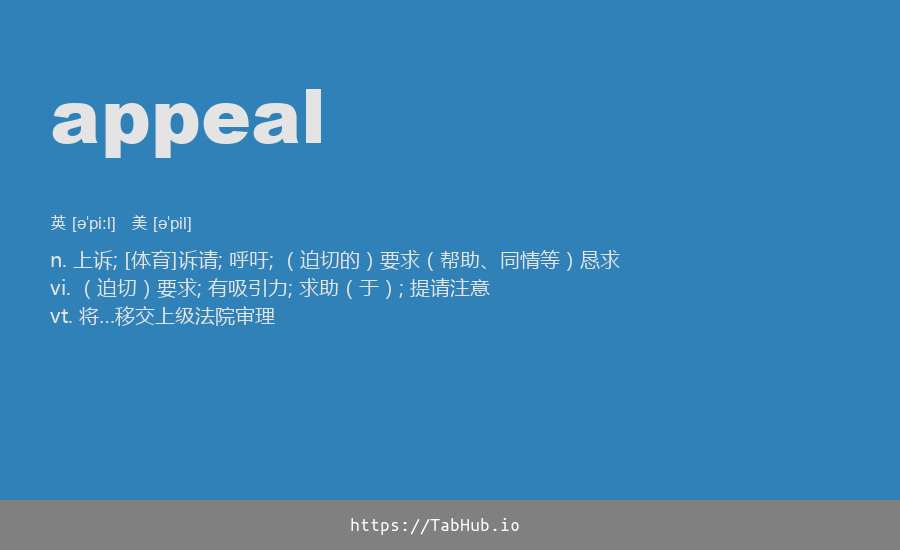 appeal
英 [əˈpiːl] 美 [əˈpil]
n. 上诉; [体育]诉请; 呼吁; （迫切的）要求（帮助、同情等）恳求
vi. （迫切）要求; 有吸引力; 求助（于）; 提请注意
vt. 将...移交上级法院审理
https://TabHub.io